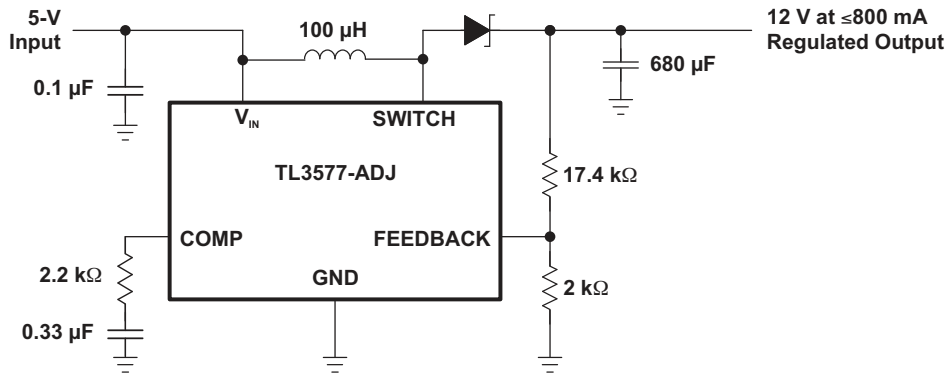 5-V
Input
100 µH
12 V at ≤800 mA
Regulated Output
0.1 µF
680 µF
VIN
SWITCH
TL3577-ADJ
17.4 kΩ
COMP
FEEDBACK
2.2 kΩ
GND
2 kΩ
0.33 µF